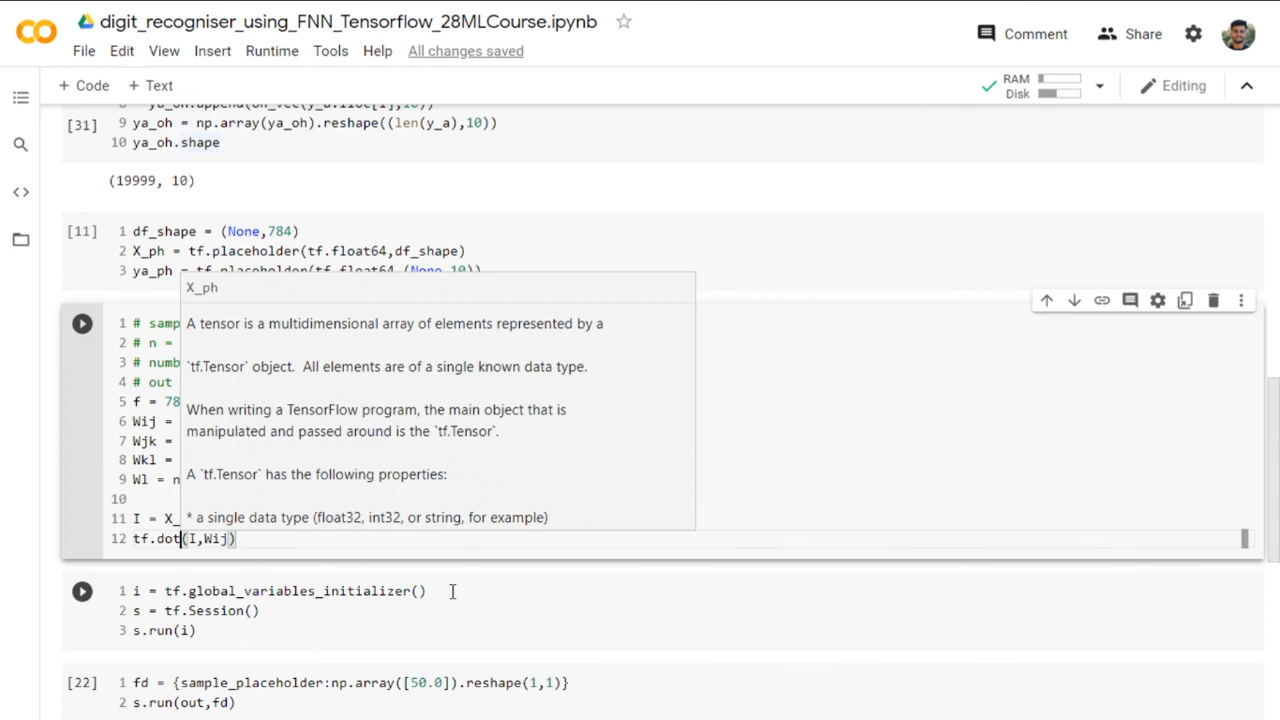 digit_recogniser_using_FNN_Tensorflow_28MLCourse.ipynb
File Edit View Insert Runtime Tools Help All changes saved
Comment Share
+ Code + Text
RAM
Disk
Editing
[31]
9 ya_oh = np.array(ya_oh).reshape((len(y_a),10))
10 ya_oh.shape
(19999, 10)
[11]
1 df_shape = (None,784)
2 X_ph = tf.placeholder(tf.float64,df_shape)
3 ya_ph = tf.placeholder(tf.float64,(None,10))
X_ph
A tensor is a multidimensional array of elements represented by a
`tf.Tensor` object. All elements are of a single known data type.
When writing a TensorFlow program, the main object that is
manipulated and passed around is the `tf.Tensor`.
A `tf.Tensor` has the following properties:
* a single data type (float32, int32, or string, for example)
1 # samp
2 # n =
3 # numb
4 # out
5 f = 78
6 Wij =
7 Wjk =
8 Wkl =
9 Wl = n
10
11 I = X_
12 tf.dot(I,Wij)
1 i = tf.global_variables_initializer()
2 s = tf.Session()
3 s.run(i)
[22]
1 fd = {sample_placeholder:np.array([50.0]).reshape(1,1)}
2 s.run(out,fd)